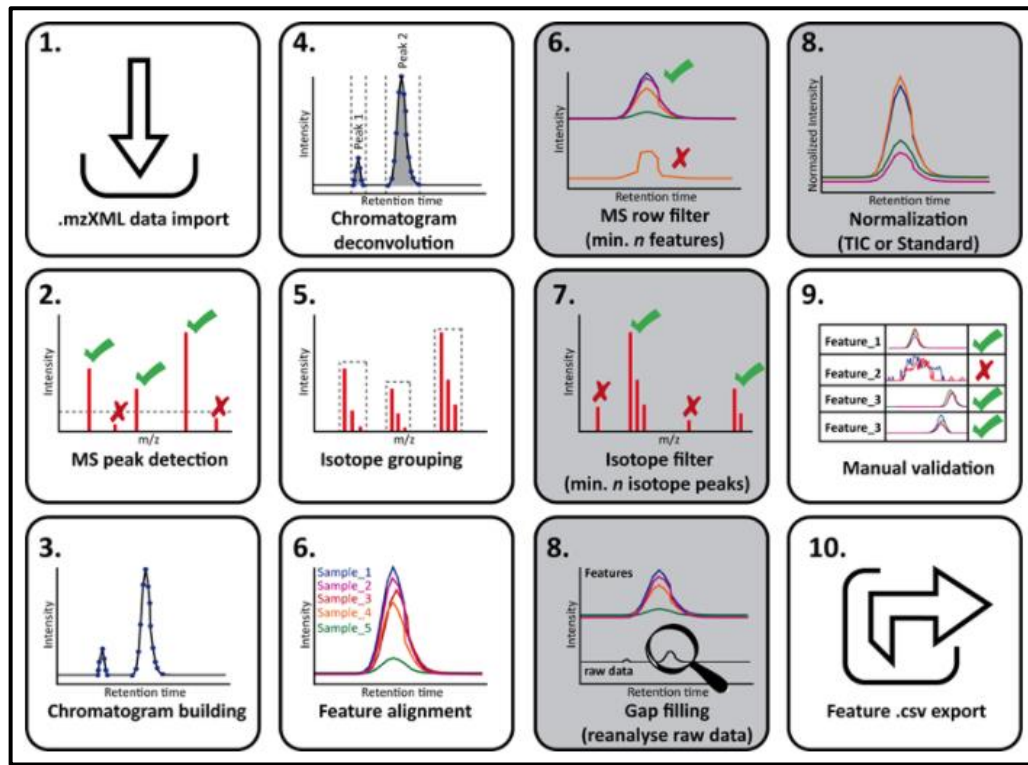 1.
.mzXML data import
2.
Intensity
m/z
MS peak detection
3.
Intensity
Retention time
Chromatogram building
4.
Intensity
Peak 1
Peak 2
Retention time
Chromatogram
deconvolution
5.
Intensity
m/z
Isotope grouping
6.
Intensity
Sample_1
Sample_2
Sample_3
Sample_4
Sample_5
Retention time
Feature alignment
6.
Intensity
Retention time
MS row filter
(min. n features)
7.
Intensity
m/z
Isotope filter
(min. n isotope peaks)
8.
Features
Intensity
raw data
Retention time
Gap filling
(reanalyse raw data)
8.
Normalized Intensity
Retention time
Normalization
(TIC or Standard)
9.
Feature_1
Feature_2
Feature_3
Feature_3
Manual validation
10.
Feature .csv export